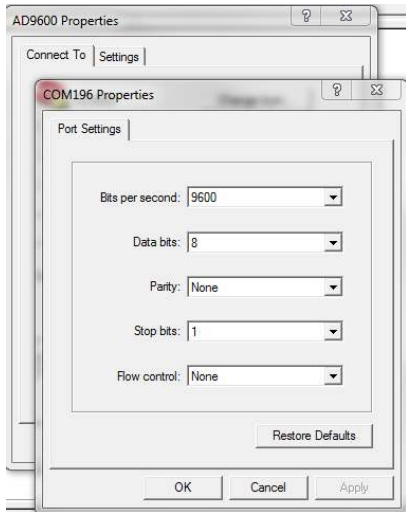 AD9600 Properties
Connect To Settings
COM196 Properties
Port Settings
Bits per second: 9600
Data bits: 8
Parity: None
Stop bits: 1
Flow control: None
Restore Defaults
OK Cancel Apply